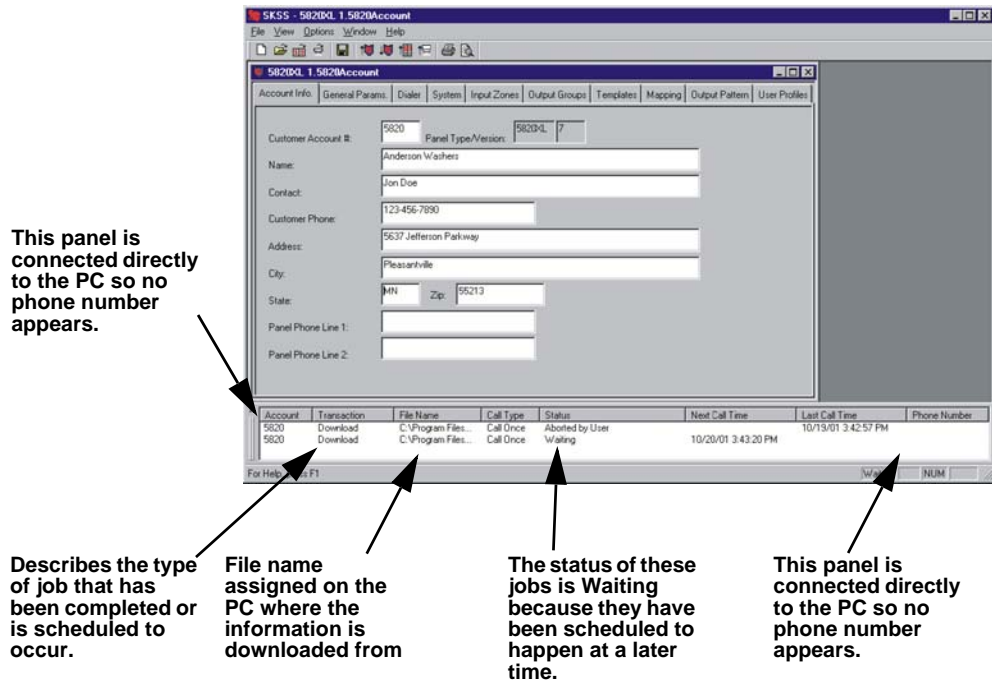 SKSS - 5820XL 1.5820Account
File View Options Window Help
5820XL 1.5820Account
Account Info. General Params. Dialer System Input Zones Output Groups Templates Mapping Output Pattern User Profiles
Customer Account #: 5820 Panel Type/Version: 5820XL 7
Name: Anderson Washers
Contact: Jon Doe
Customer Phone: 123-456-7890
Address: 5637 Jefferson Parkway
City: Pleasantville
State: MN Zip: 55213
Panel Phone Line 1:
Panel Phone Line 2:
This panel is
connected directly
to the PC so no
phone number
appears.
Account Transaction File Name Call Type Status Next Call Time Last Call Time Phone Number
5820 Download C:\Program Files... Call Once Aborted by User 10/19/01 3:42:57 PM
5820 Download C:\Program Files... Call Once Waiting 10/20/01 3:43:20 PM
For Help, F1
NUM
Describes the type
of job that has
been completed or
is scheduled to
occur.
File name
assigned on the
PC where the
information is
downloaded from
The status of these
jobs is Waiting
because they have
been scheduled to
happen at a later
time.
This panel is
connected directly
to the PC so no
phone number
appears.